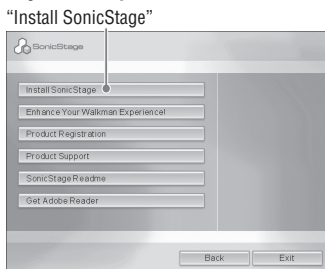 “Install SonicStage”
SonicStage
Install SonicStage
Enhance Your Walkman Experience!
Product Registration
Product Support
SonicStage Readme
Get Adobe Reader
Back
Exit